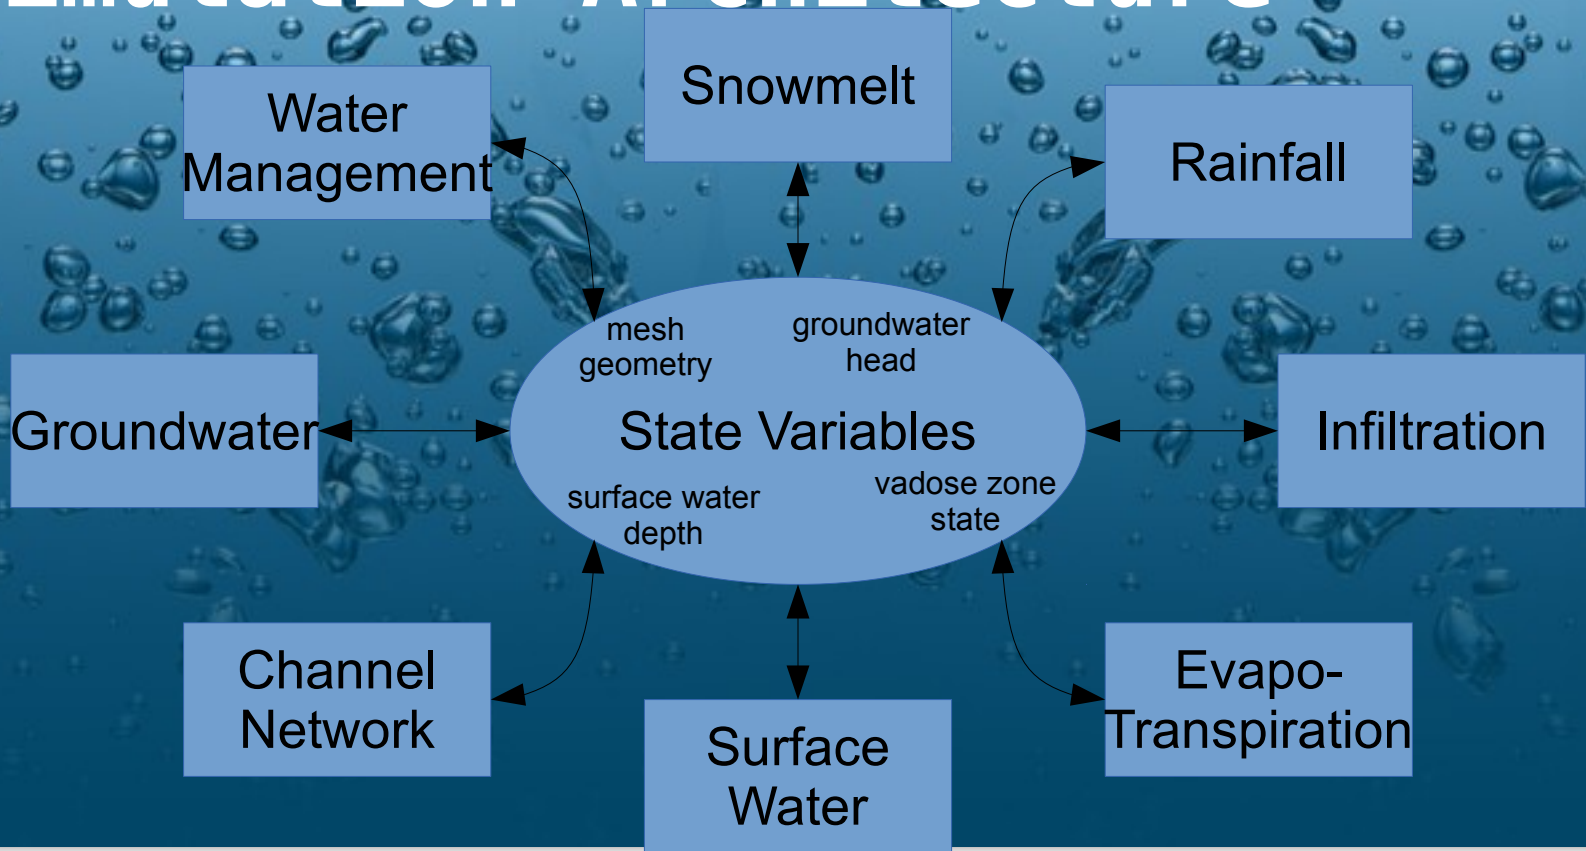 Snowmelt
Water
Management
Rainfall
mesh
geometry
groundwater
head
Groundwater
State Variables
Infiltration
surface water
depth
vadose zone
state
Channel
Network
Surface
Water
Evapo-
Transpiration